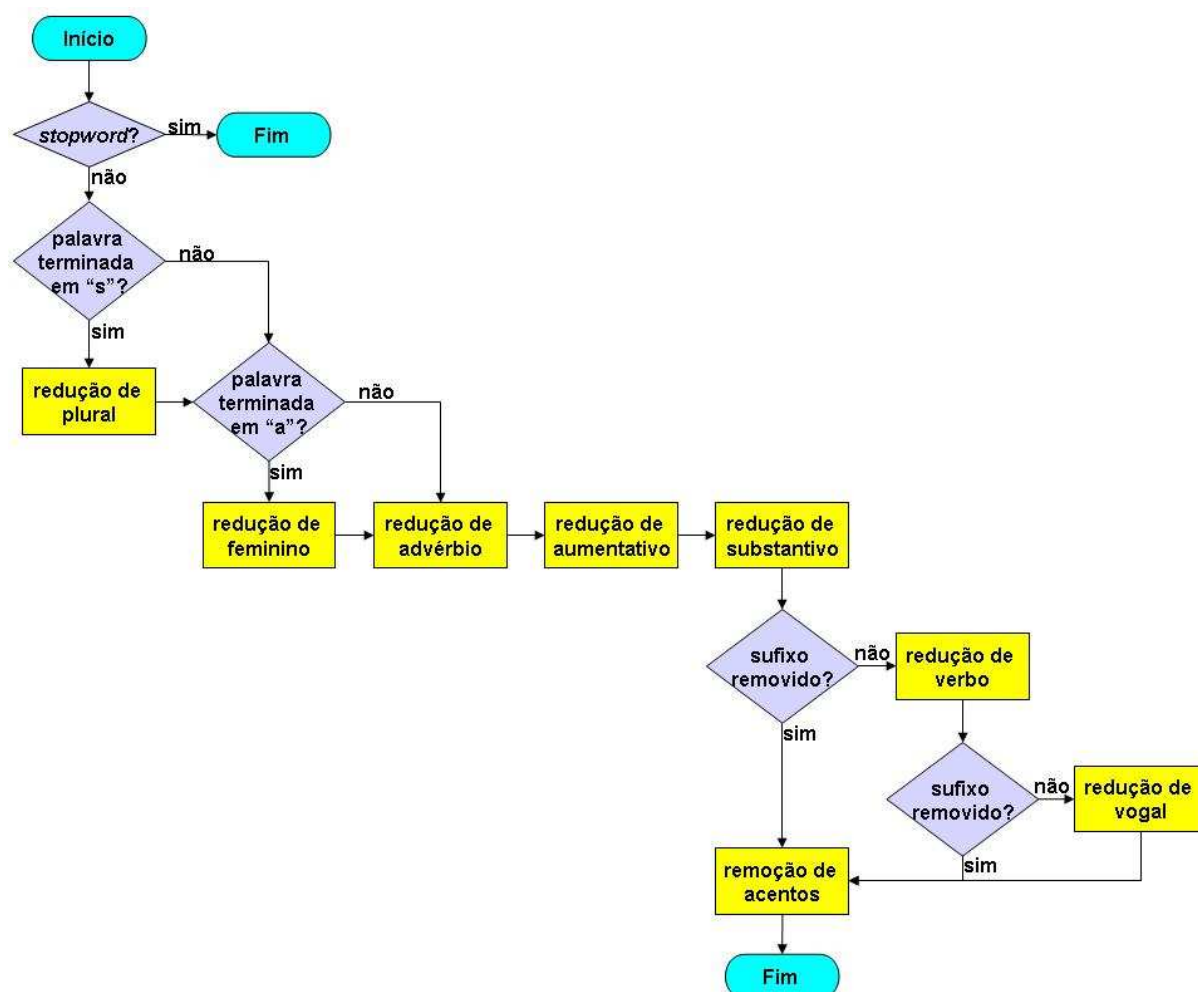 Início
stopword?
sim
Fim
não
palavra
terminada
em “s”?
não
sim
redução de
plural
palavra
terminada
em “a”?
não
sim
redução de
feminino
redução de
advérbio
redução de
aumentativo
redução de
substantivo
sufixo
removido?
não
redução de
verbo
sim
sufixo
removido?
não
redução de
vogal
sim
remoção de
acentos
Fim